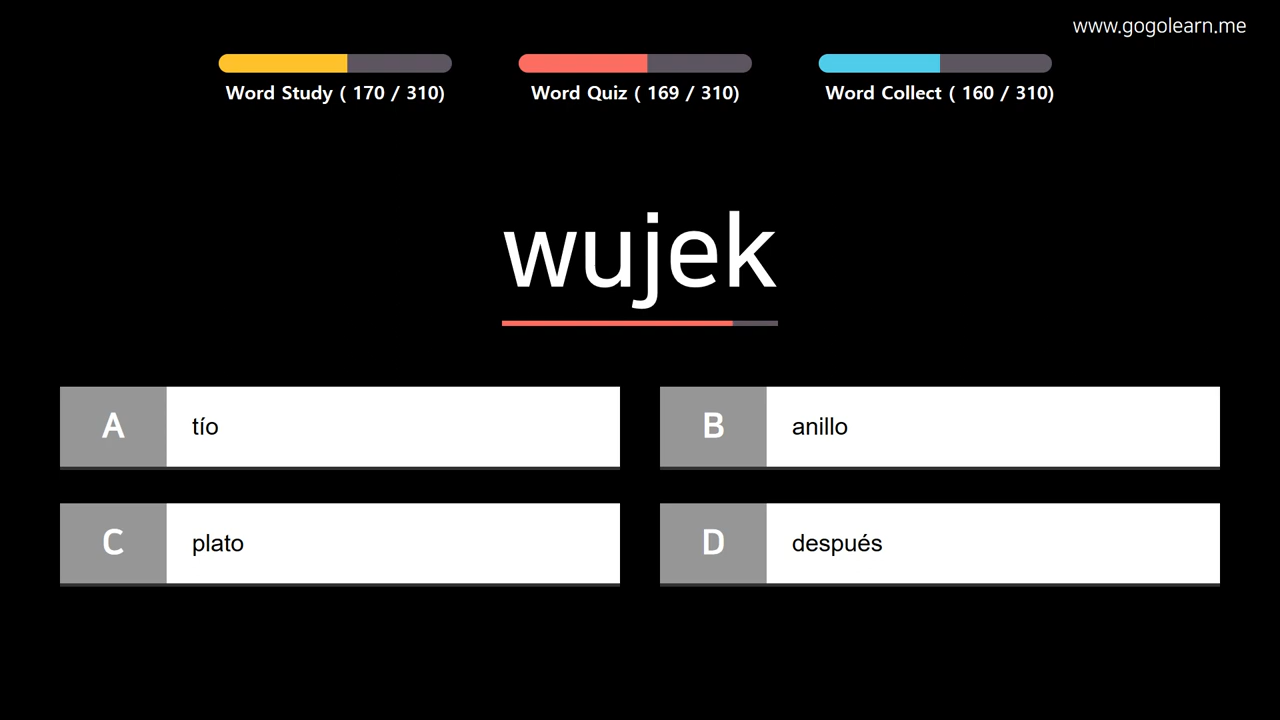 www.gogolearn.me
Word Study ( 170 / 310)
Word Quiz ( 169 / 310)
Word Collect ( 160 / 310)
wujek
A tío
B anillo
C plato
D después